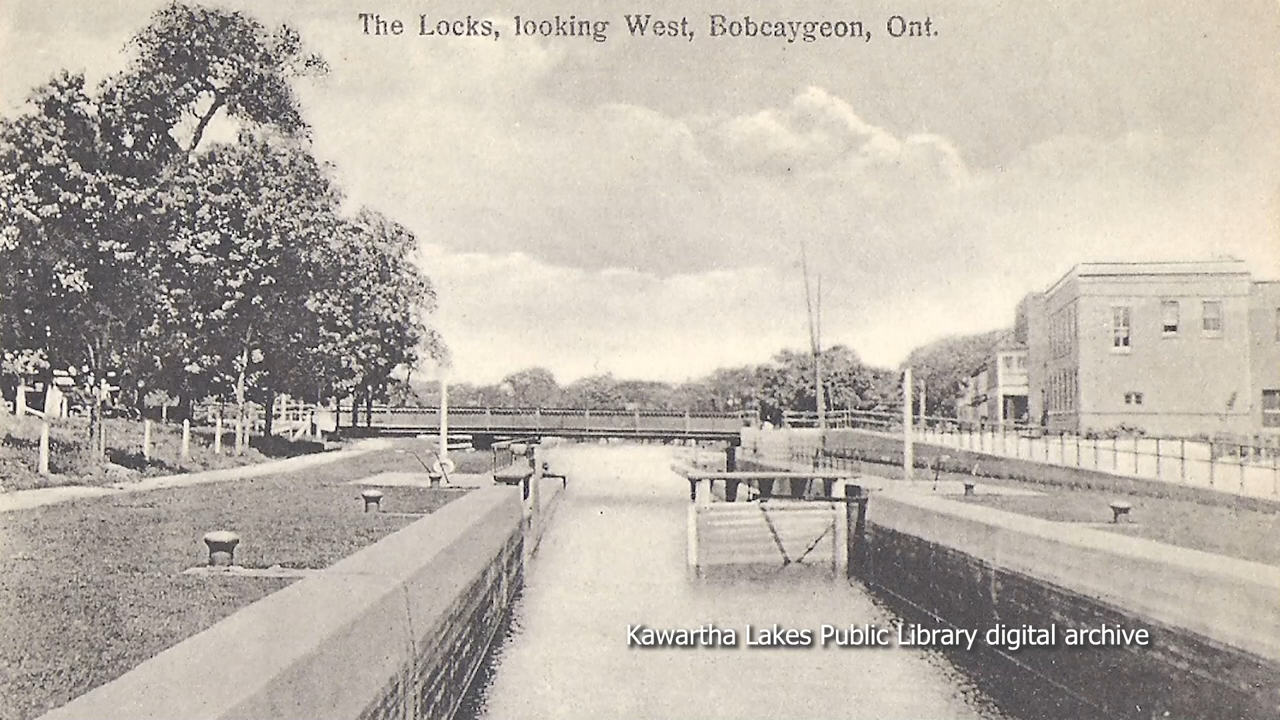 The Locks, looking West, Bobcaygeon, Ont.
Kawartha Lakes Public Library digital archive